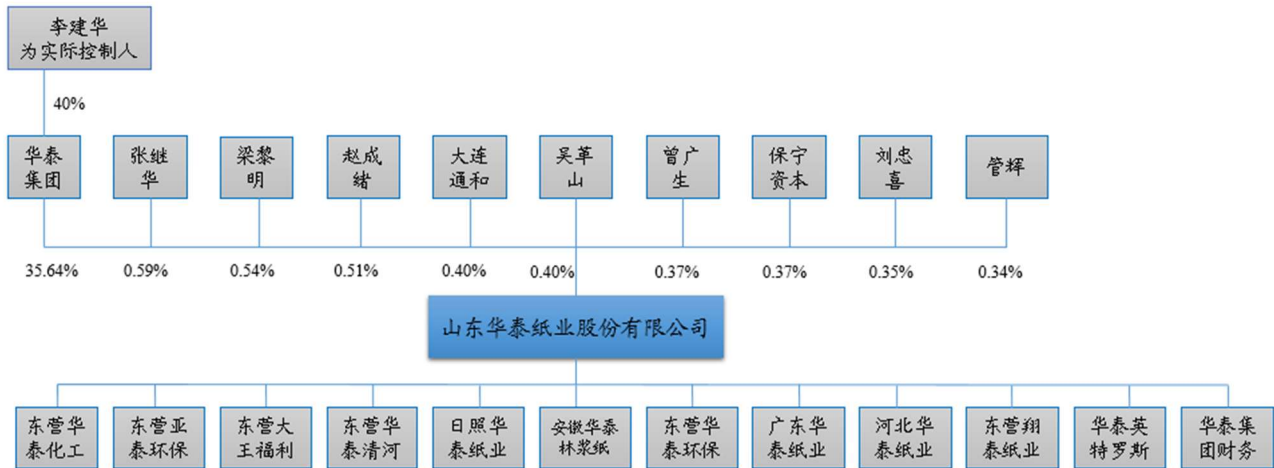 李建华
为实际控制人
40%
华泰
集团
张继
华
梁黎
明
赵成
绪
大连
通和
吴革
山
曾广
生
保宁
资本
刘忠
喜
管辉
35.64%
0.59%
0.54%
0.51%
0.40%
0.40%
0.37%
0.37%
0.35%
0.34%
山东华泰纸业股份有限公司
东营华
泰化工
东营亚
泰环保
东营大
王福利
东营华
泰清河
日照华
泰纸业
安徽华泰
林浆纸
东营华
泰环保
广东华
泰纸业
河北华
泰纸业
东营翔
泰纸业
华泰英
特罗斯
华泰集
团财务